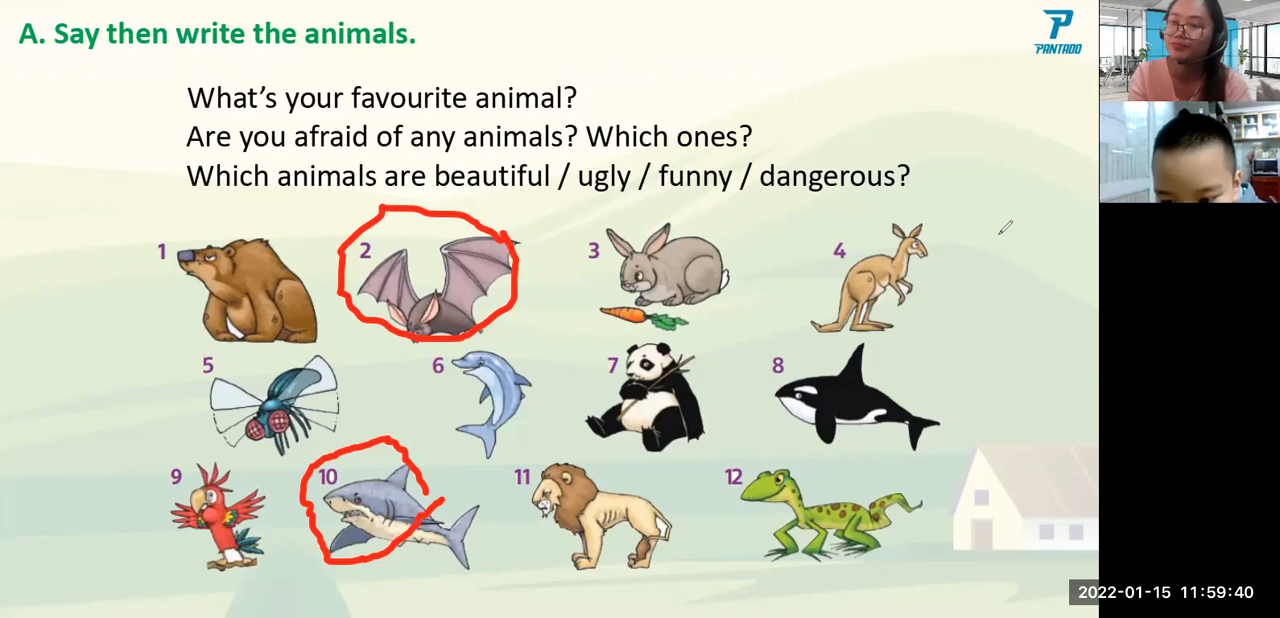 A. Say then write the animals.
PANTADO
What's your favourite animal?
Are you afraid of any animals? Which ones?
Which animals are beautiful / ugly / funny / dangerous?
1 2 3 4
5 6 7 8
9 10 11 12
2022-01-15 11:59:40